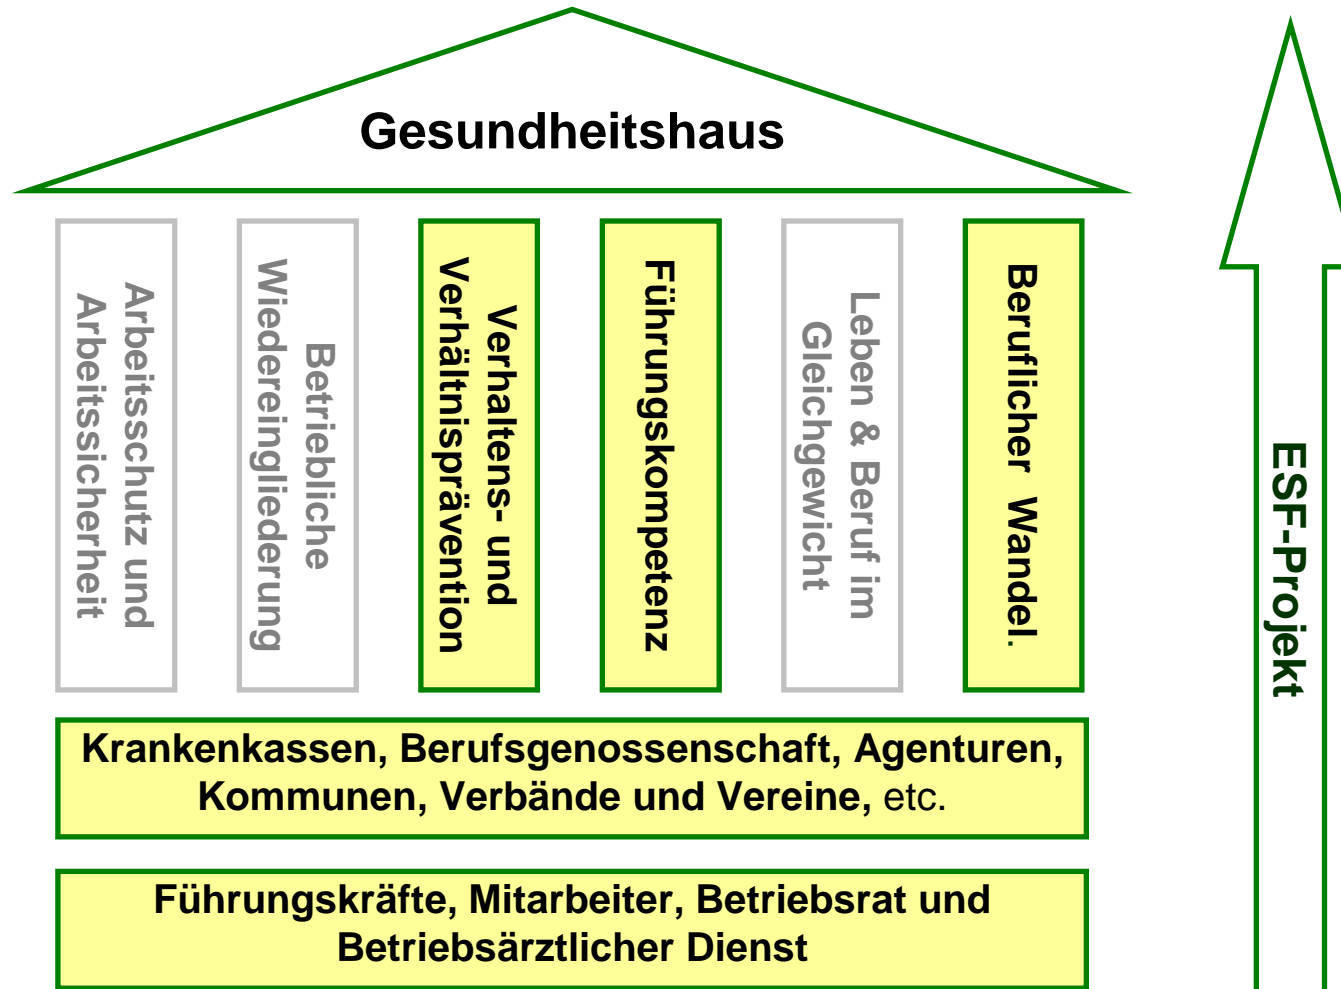 Gesundheitshaus
Arbeitsschutz und
Arbeitssicherheit
Betriebliche
Wiedereingliederung
Verhaltens- und
Verhältnisprävention
Führungskompetenz
Leben & Beruf im
Gleichgewicht
Beruflicher Wandel.
ESF-Projekt
Krankenkassen, Berufsgenossenschaft, Agenturen,
Kommunen, Verbände und Vereine, etc.
Führungskräfte, Mitarbeiter, Betriebsrat und
Betriebsärztlicher Dienst